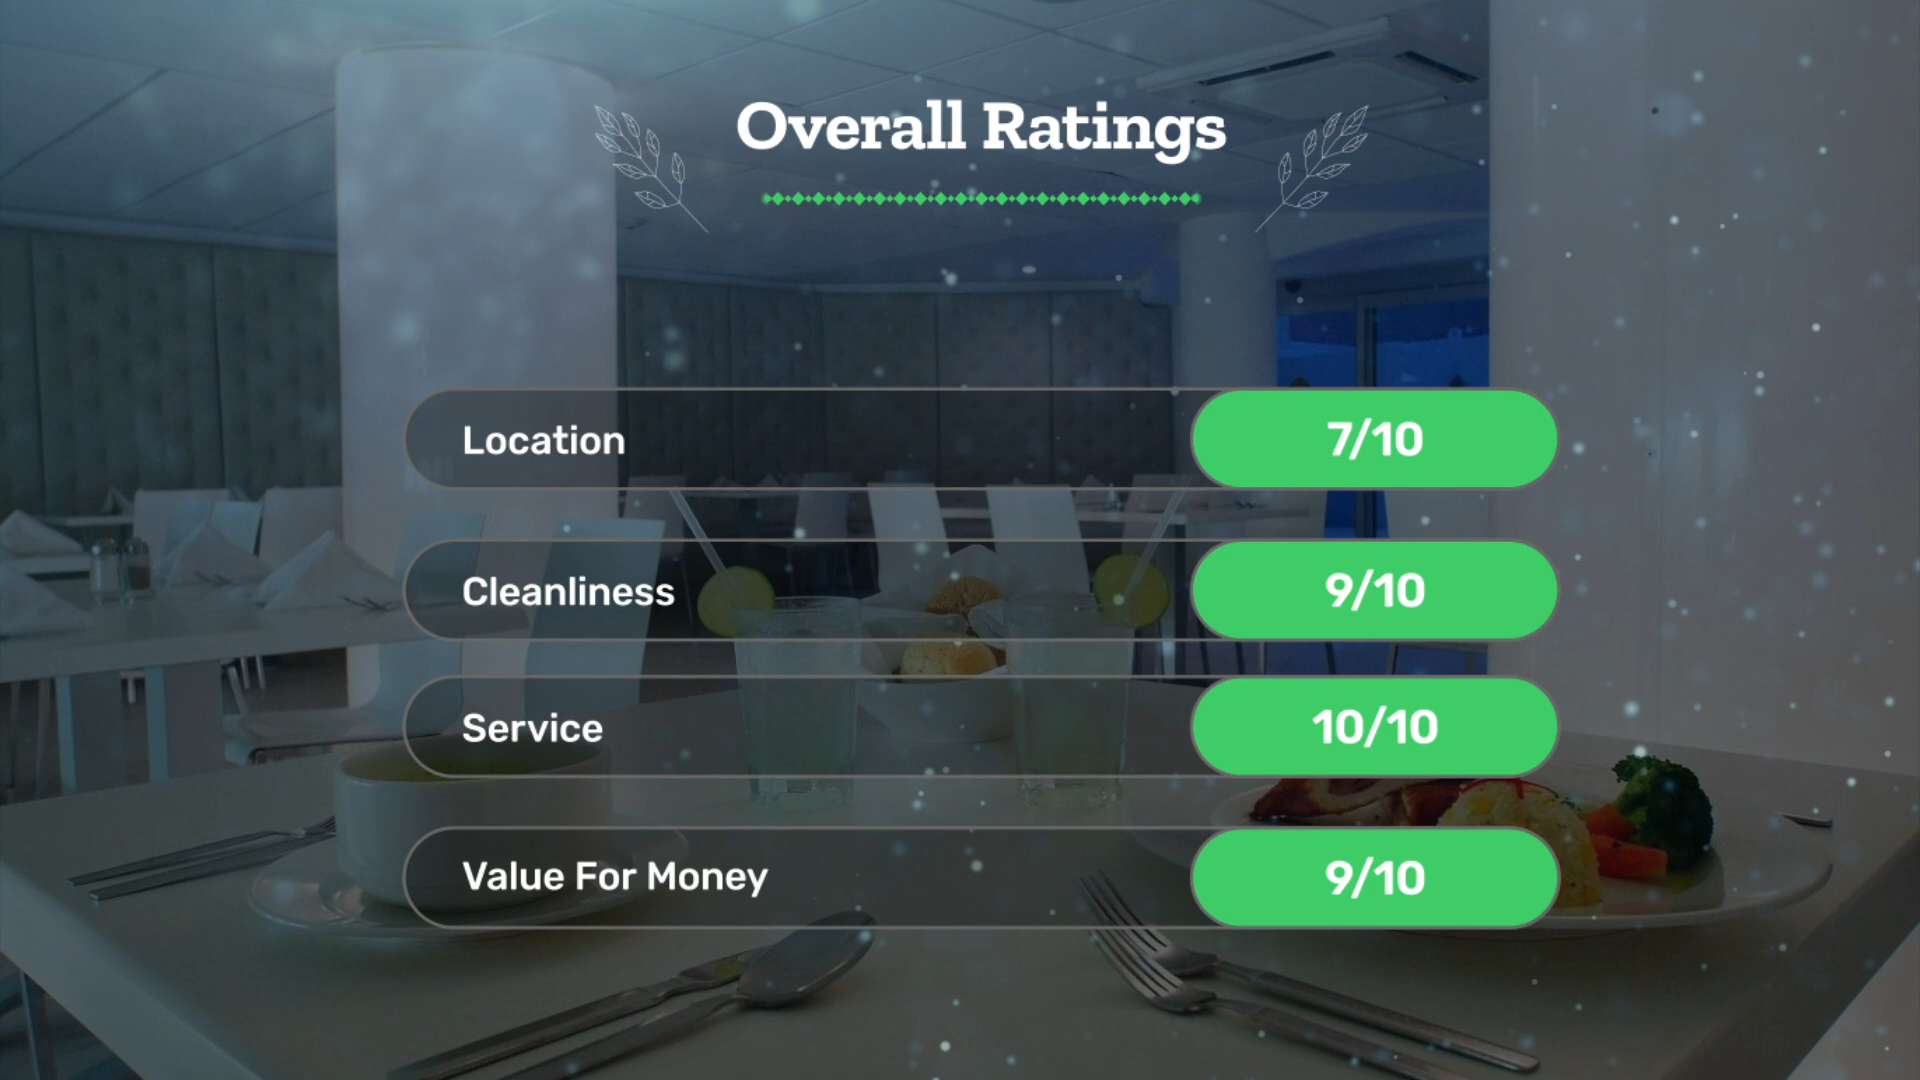 Overall Ratings
Location 7/10
Cleanliness 9/10
Service 10/10
Value For Money 9/10